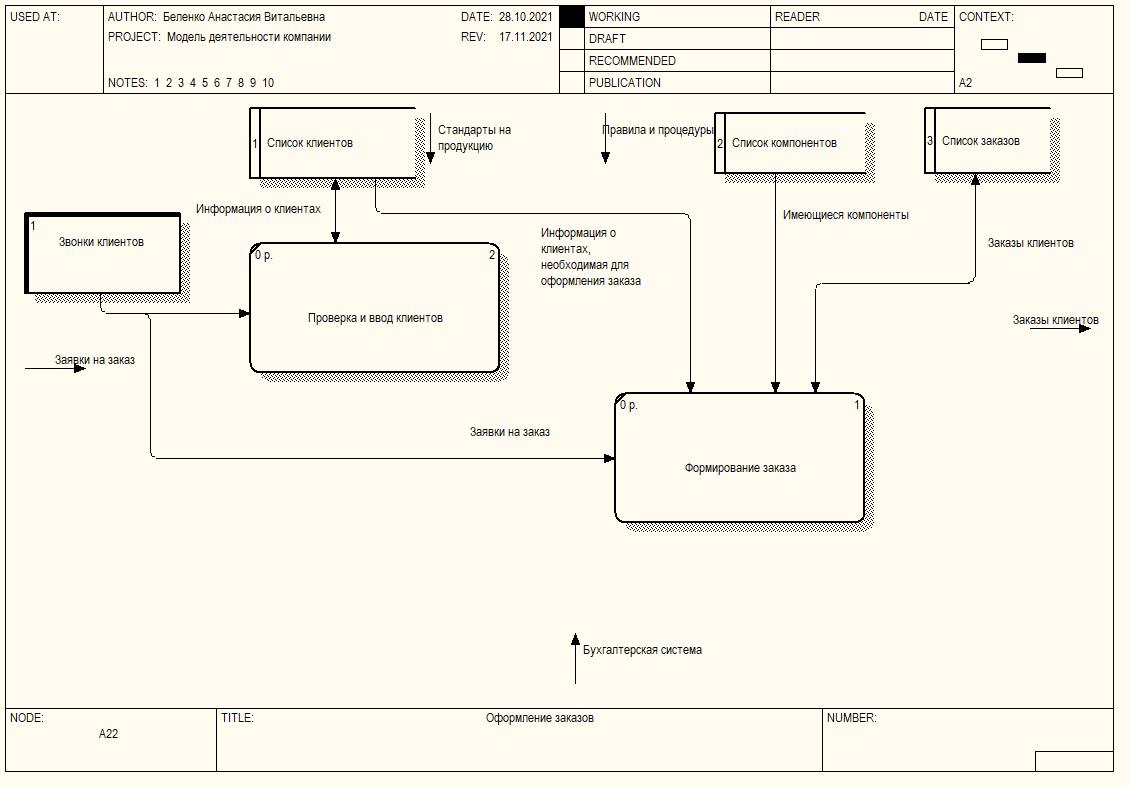 USED AT:
AUTHOR: Беленко Анастасия Витальевна
DATE: 28.10.2021
PROJECT: Модель деятельности компании
REV: 17.11.2021
NOTES: 1 2 3 4 5 6 7 8 9 10
WORKING
DRAFT
RECOMMENDED
PUBLICATION
READER
DATE
CONTEXT:
A2
1
Список клиентов
Стандарты на
продукцию
Правила и процедуры
2
Список компонентов
3
Список заказов
Информация о клиентах
1
Звонки клиентов
Информация о
клиентах,
необходимая для
оформления заказа
Имеющиеся компоненты
Заказы клиентов
0 р.
2
Проверка и ввод клиентов
Заказы клиентов
Заявки на заказ
Заявки на заказ
0 р.
1
Формирование заказа
Бухгалтерская система
NODE:
A22
TITLE:
Оформление заказов
NUMBER: